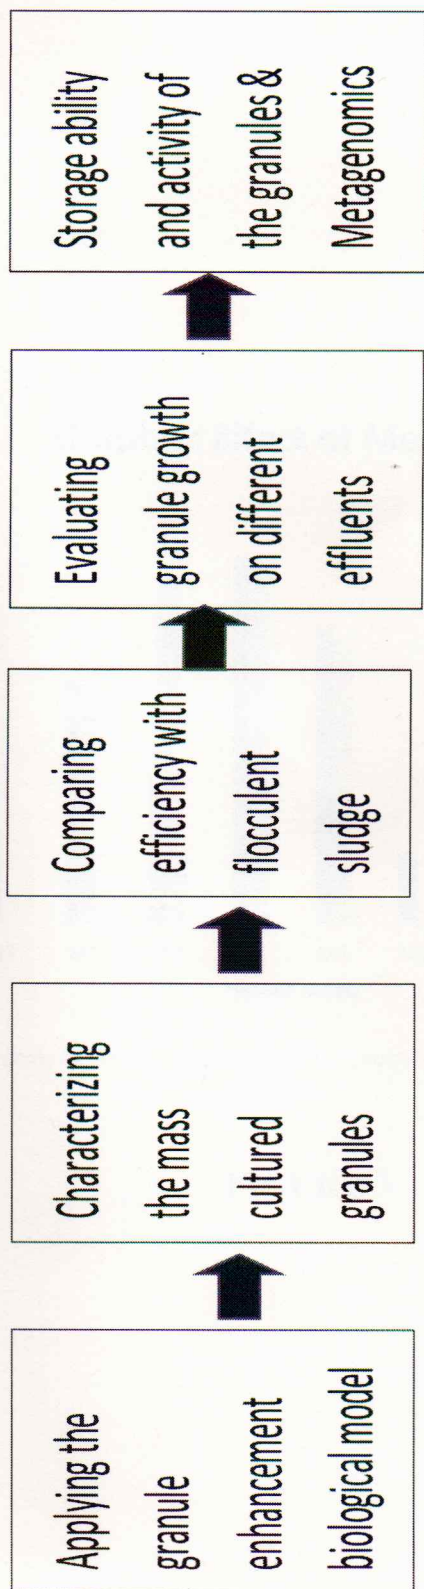 Applying the
granule
enhancement
biological model
Characterizing
the mass
cultured
granules
Comparing
efficiency with
flocculent
sludge
Evaluating
granule growth
on different
effluents
Storage ability
and activity of
the granules &
Metagenomics